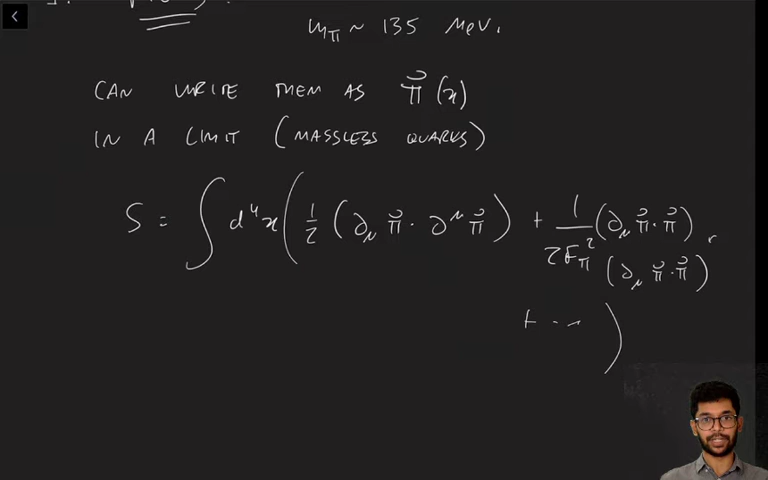 m_π ~ 135 MeV.
CAN WRITE THEM AS π⃗(x)
IN A LIMIT (MASSLESS QUARKS)
S = ∫ d⁴x ( 1/2 (∂_μ π⃗ · ∂^μ π⃗) + 1/(2F_π²) (∂_μ π⃗ · π⃗) ·
(∂_μ π⃗ · π⃗)
+ ... )